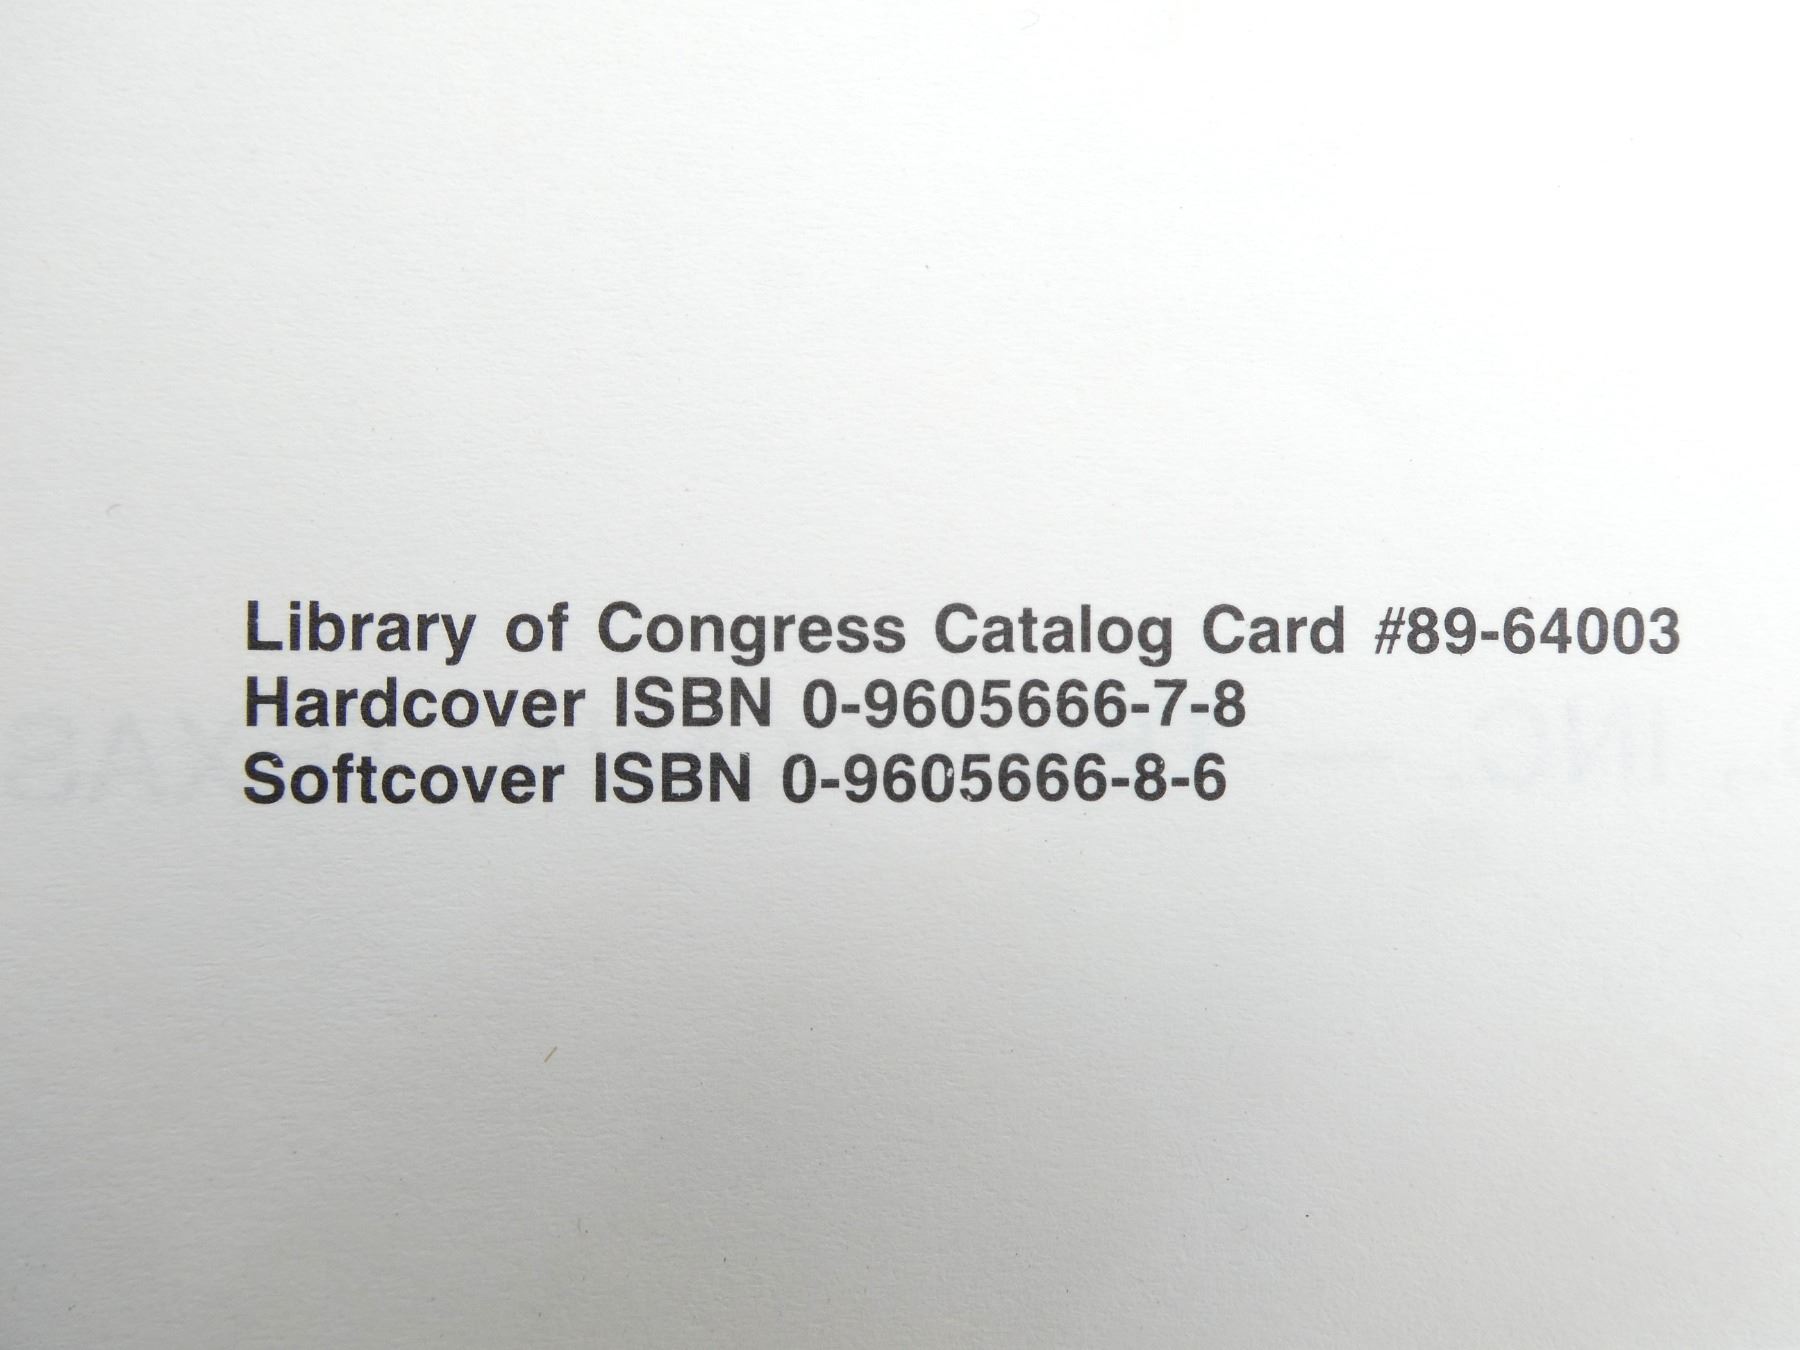 Library of Congress Catalog Card #89-64003
Hardcover ISBN 0-9605666-7-8
Softcover ISBN 0-9605666-8-6